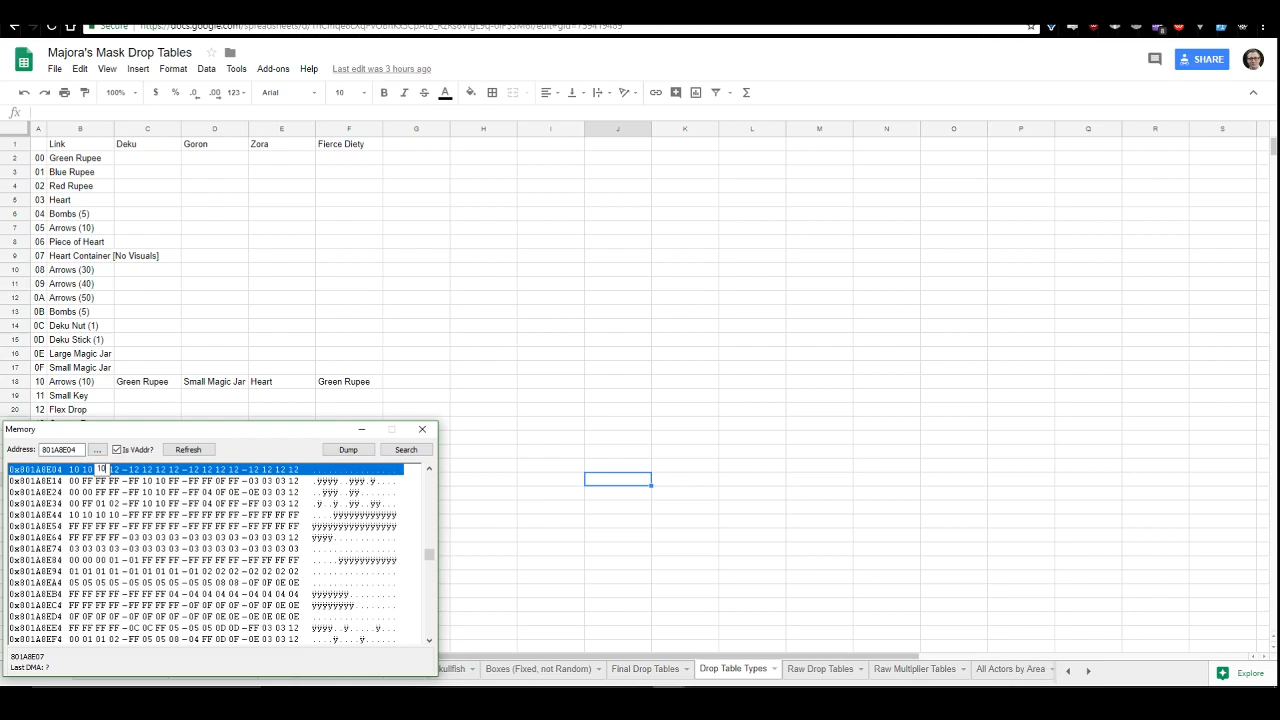 Secure
Majora's Mask Drop Tables
File Edit View Insert Format Data Tools Add-ons Help Last edit was 3 hours ago
SHARE
100% $ % .0 .00 123 Arial 10 B I S A
fx
A B C D E F G H I J K L M N O P Q R S
1 Link Deku Goron Zora Fierce Diety
2 00 Green Rupee
3 01 Blue Rupee
4 02 Red Rupee
5 03 Heart
6 04 Bombs (5)
7 05 Arrows (10)
8 06 Piece of Heart
9 07 Heart Container [No Visuals]
10 08 Arrows (30)
11 09 Arrows (40)
12 0A Arrows (50)
13 0B Bombs (5)
14 0C Deku Nut (1)
15 0D Deku Stick (1)
16 0E Large Magic Jar
17 0F Small Magic Jar
18 10 Arrows (10) Green Rupee Small Magic Jar Heart Green Rupee
19 11 Small Key
20 12 Flex Drop
Memory
Address: 801A8E04 ... Is VAddr? Refresh Dump Search
0x801A8E04 10 10 10 12 -12 12 12 12 -12 12 12 12 -12 12 12 12
0x801A8E14 00 FF FF FF -FF 10 10 FF -FF FF 0F FF -03 03 03 12
0x801A8E24 00 00 FF FF -FF 10 10 FF -FF 04 0F 0E -0E 03 03 12
0x801A8E34 00 FF 01 02 -FF 10 10 FF -FF 04 0F FF -03 03 03 12
0x801A8E44 10 10 10 10 -FF FF FF FF -FF FF FF FF -FF FF FF FF
0x801A8E54 FF FF FF FF -FF FF FF FF -FF FF FF FF -FF FF FF FF
0x801A8E64 FF FF FF FF -03 03 03 03 -03 03 03 03 -03 03 03 12
0x801A8E74 03 03 03 03 -03 03 03 03 -03 03 03 03 -03 03 03 03
0x801A8E84 00 00 00 01 -01 FF FF FF -FF FF FF FF -FF FF FF FF
0x801A8E94 01 01 01 01 -01 01 01 01 -01 02 02 02 -02 02 02 02
0x801A8EA4 05 05 05 05 -05 05 05 05 -05 05 08 08 -0F 0F 0E 0E
0x801A8EB4 FF FF FF FF -FF FF FF 04 -04 04 04 04 -04 04 04 04
0x801A8EC4 FF FF FF FF -FF FF FF FF -0F 0F 0F 0F -0F 0E 0E 0E
0x801A8ED4 0F 0F 0F 0F -0F 0F 0F 0F -0F 0F 0F 0E -0E 0E 0E 0E
0x801A8EE4 FF FF FF FF -0C 0C FF 05 -05 05 0D 0D -FF 03 03 12
0x801A8EF4 00 01 01 02 -FF 05 05 08 -04 FF 0D 0F -0E 03 03 12
801A8E07
Last DMA: ?
Boxes (Fixed, not Random) Final Drop Tables Drop Table Types Raw Drop Tables Raw Multiplier Tables All Actors by Area Explore